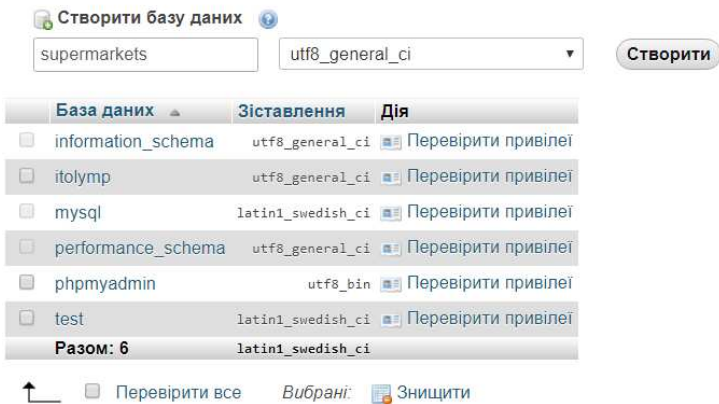 Створити базу даних
supermarkets utf8_general_ci Створити
База даних Зіставлення Дія
information_schema utf8_general_ci Перевірити привілеї
itolymp utf8_general_ci Перевірити привілеї
mysql latin1_swedish_ci Перевірити привілеї
performance_schema utf8_general_ci Перевірити привілеї
phpmyadmin utf8_bin Перевірити привілеї
test latin1_swedish_ci Перевірити привілеї
Разом: 6 latin1_swedish_ci
Перевірити все Вибрані: Знищити